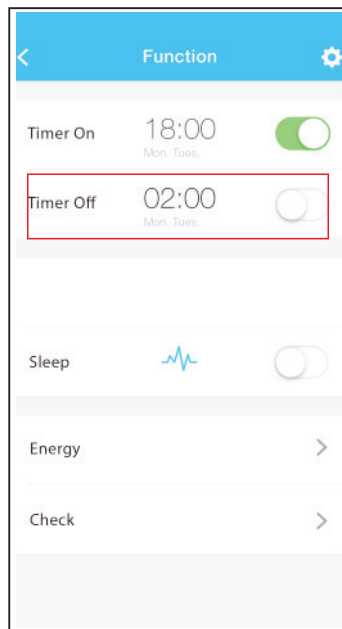 Function
Timer On 18:00
Mon. Tues.
Timer Off 02:00
Mon. Tues.
Sleep
Energy
Check